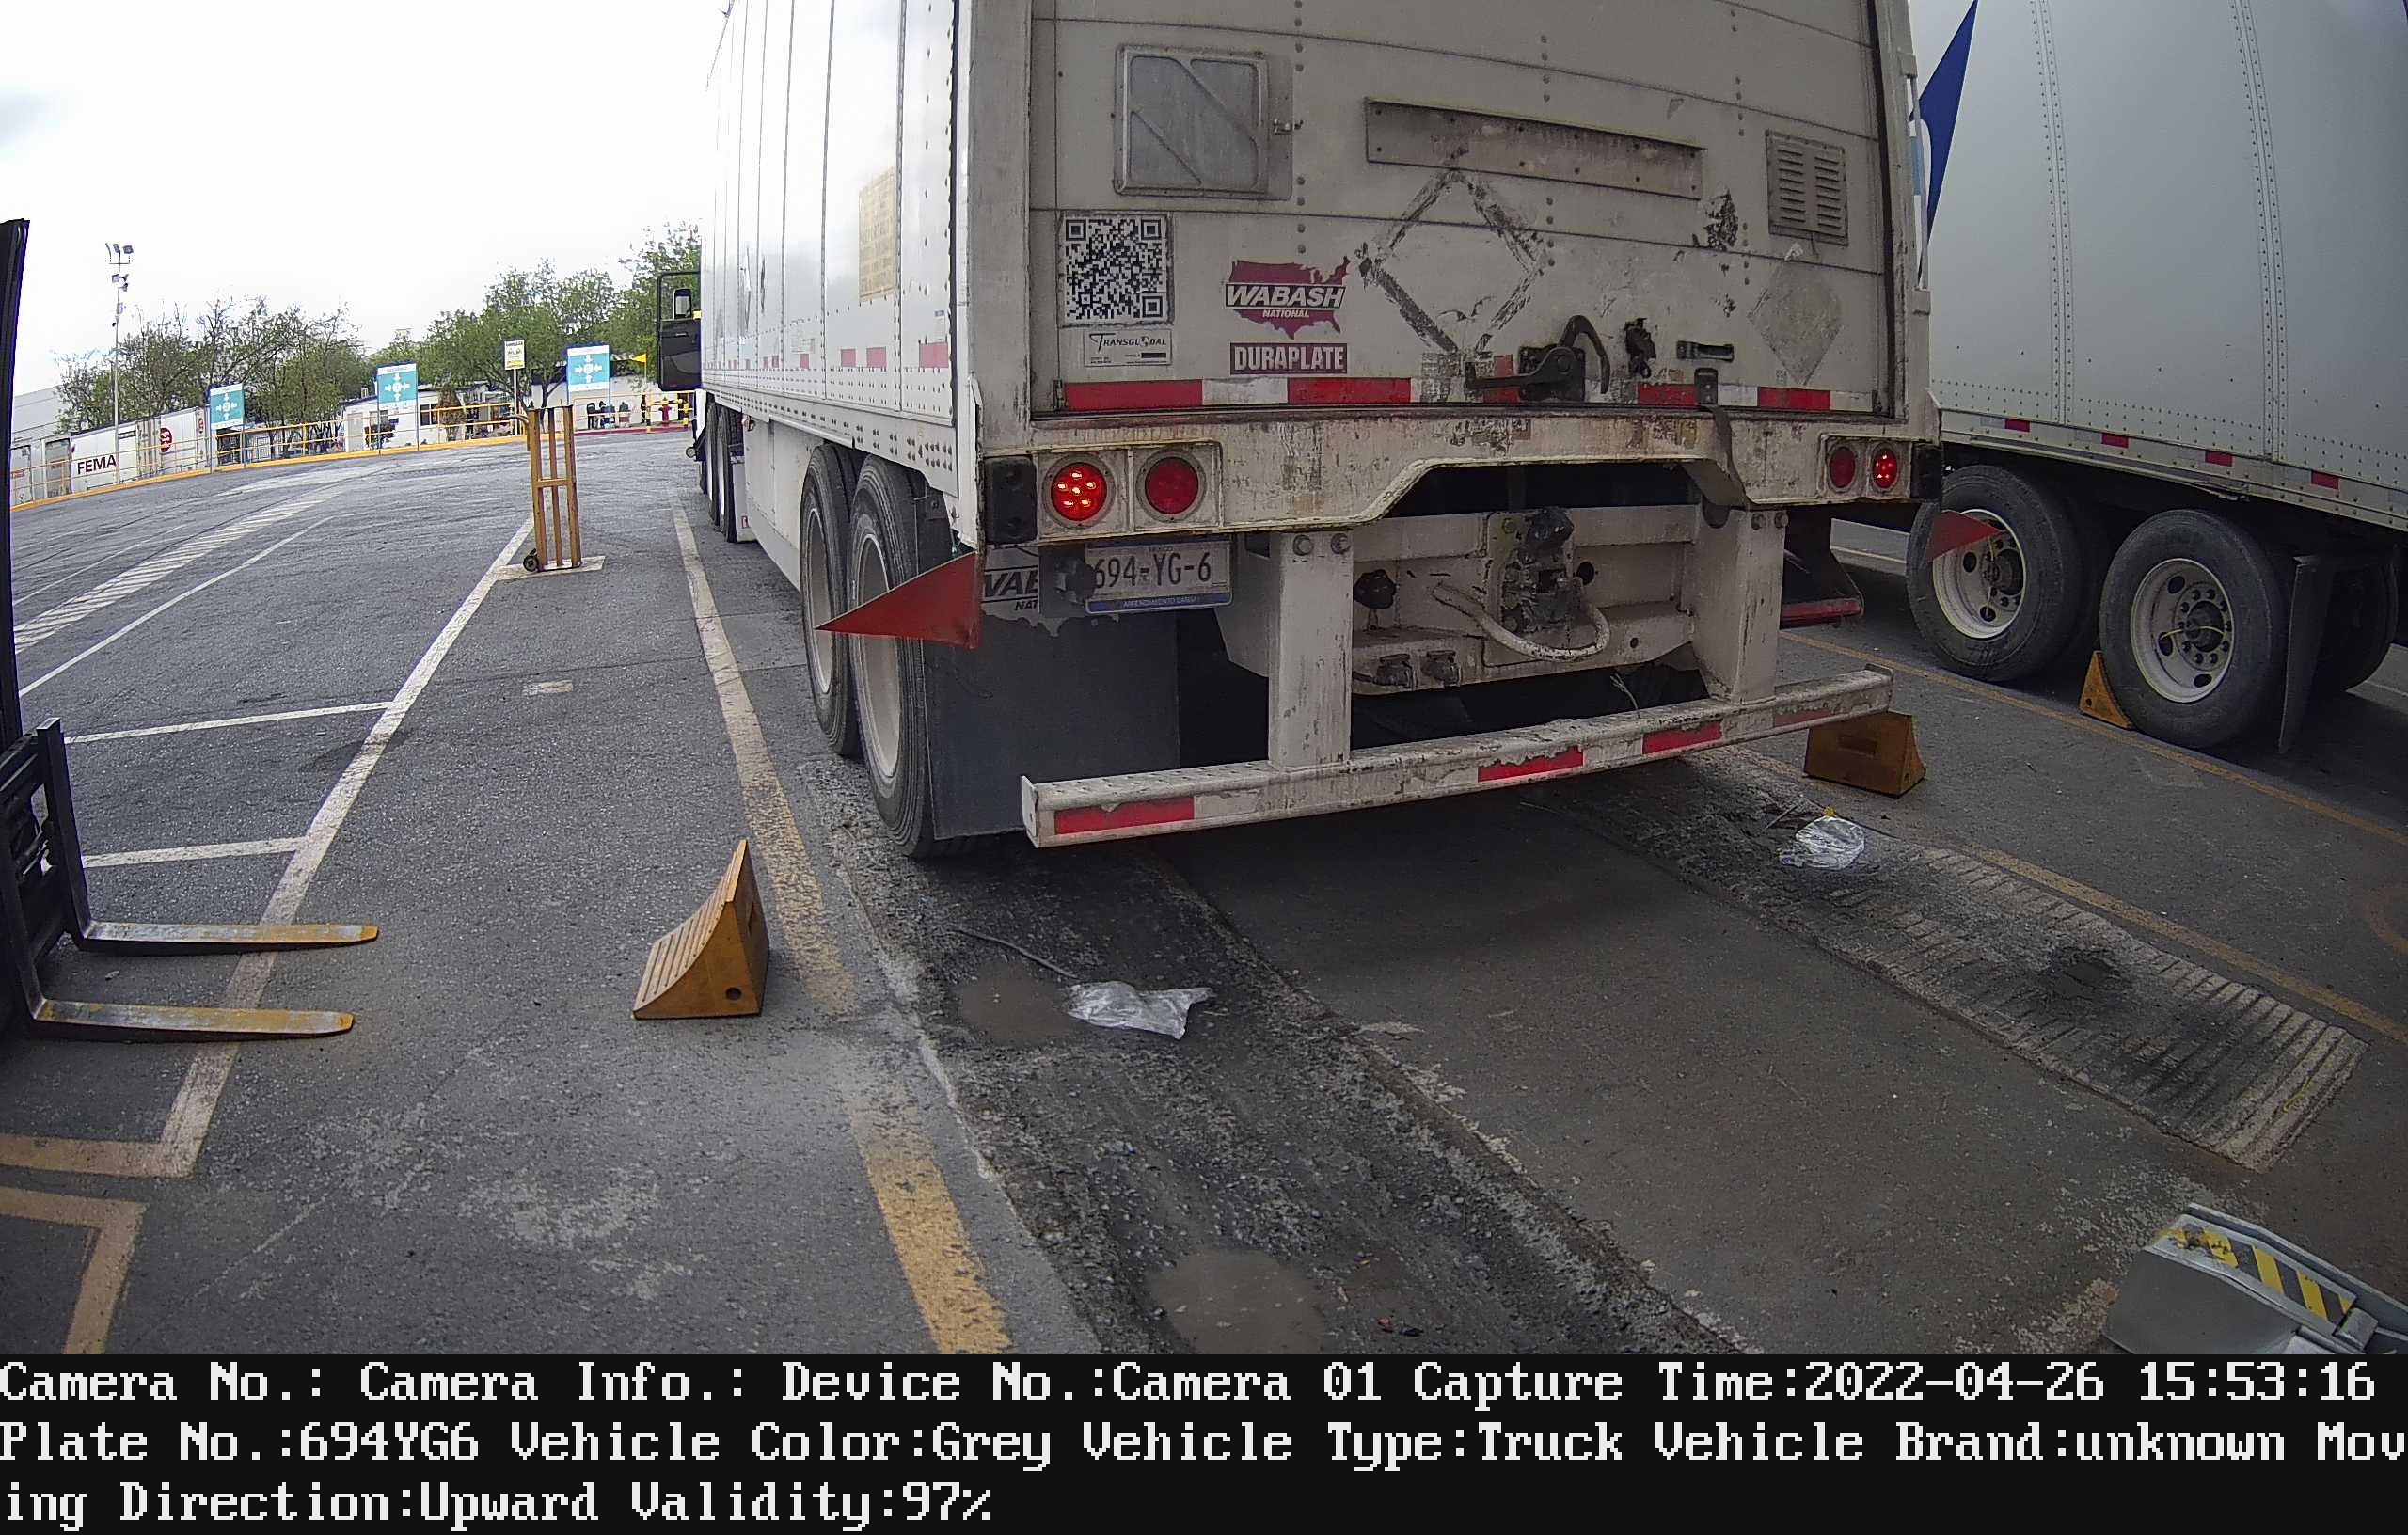 WABASH
NATIONAL
DURAPLATE
TRANSGLOBAL
FEMA
694-YG-6
Camera No.: Camera Info.: Device No.:Camera 01 Capture Time:2022-04-26 15:53:16
Plate No.:694YG6 Vehicle Color:Grey Vehicle Type:Truck Vehicle Brand:unknown Mov
ing Direction:Upward Validity:97%